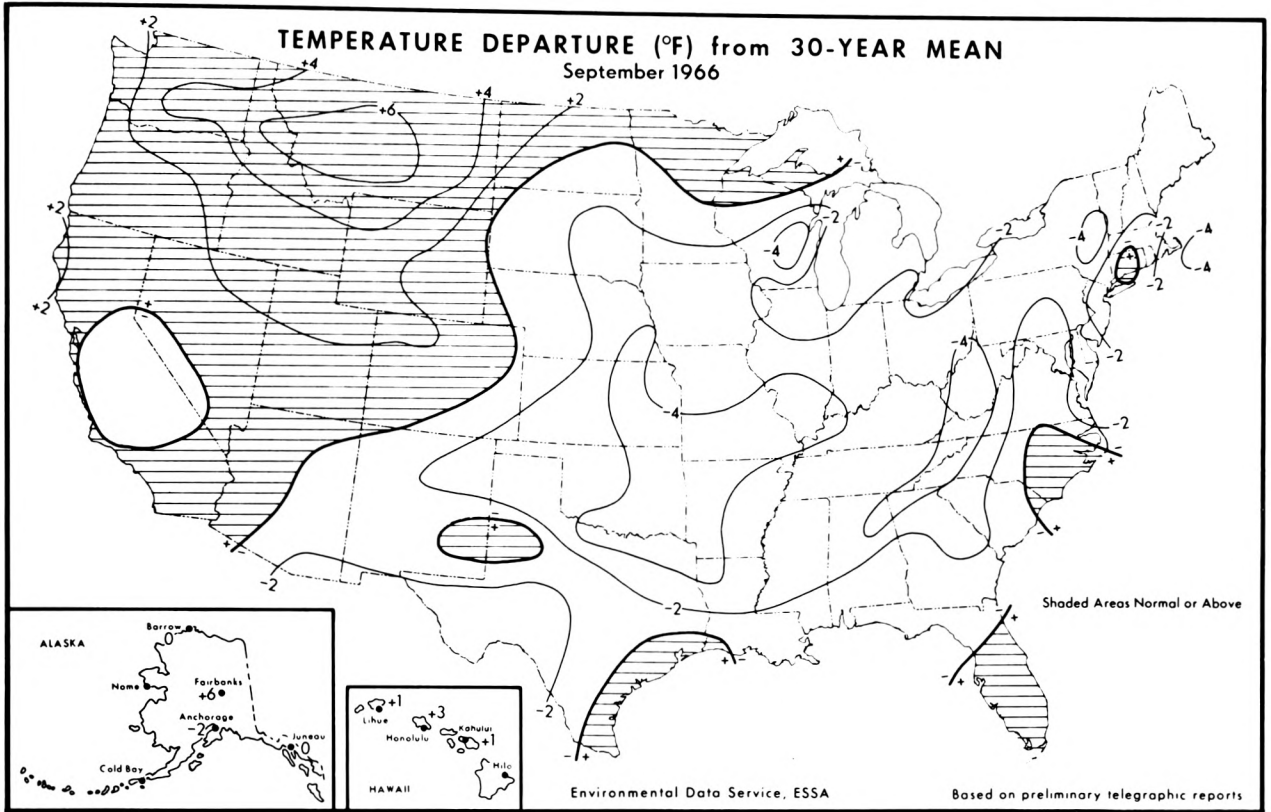 TEMPERATURE DEPARTURE (°F) from 30-YEAR MEAN
September 1966
+2
+4
+6
+4
+2
+2
+2
+
+
-
-2
-4
-2
-4
-2
-4
-4
+
-2
-2
-4
-4
-2
-
+
+
-
+
-2
-2
-2
+
-
-
+
-
+
+
-
-
+
Shaded Areas Normal or Above
ALASKA
Barrow
0
Nome
Fairbanks
+6
Anchorage
-2
Juneau
0
Cold Bay
+1
Lihue
+3
Honolulu
Kahului
+1
Hilo
HAWAII
Environmental Data Service, ESSA
Based on preliminary telegraphic reports